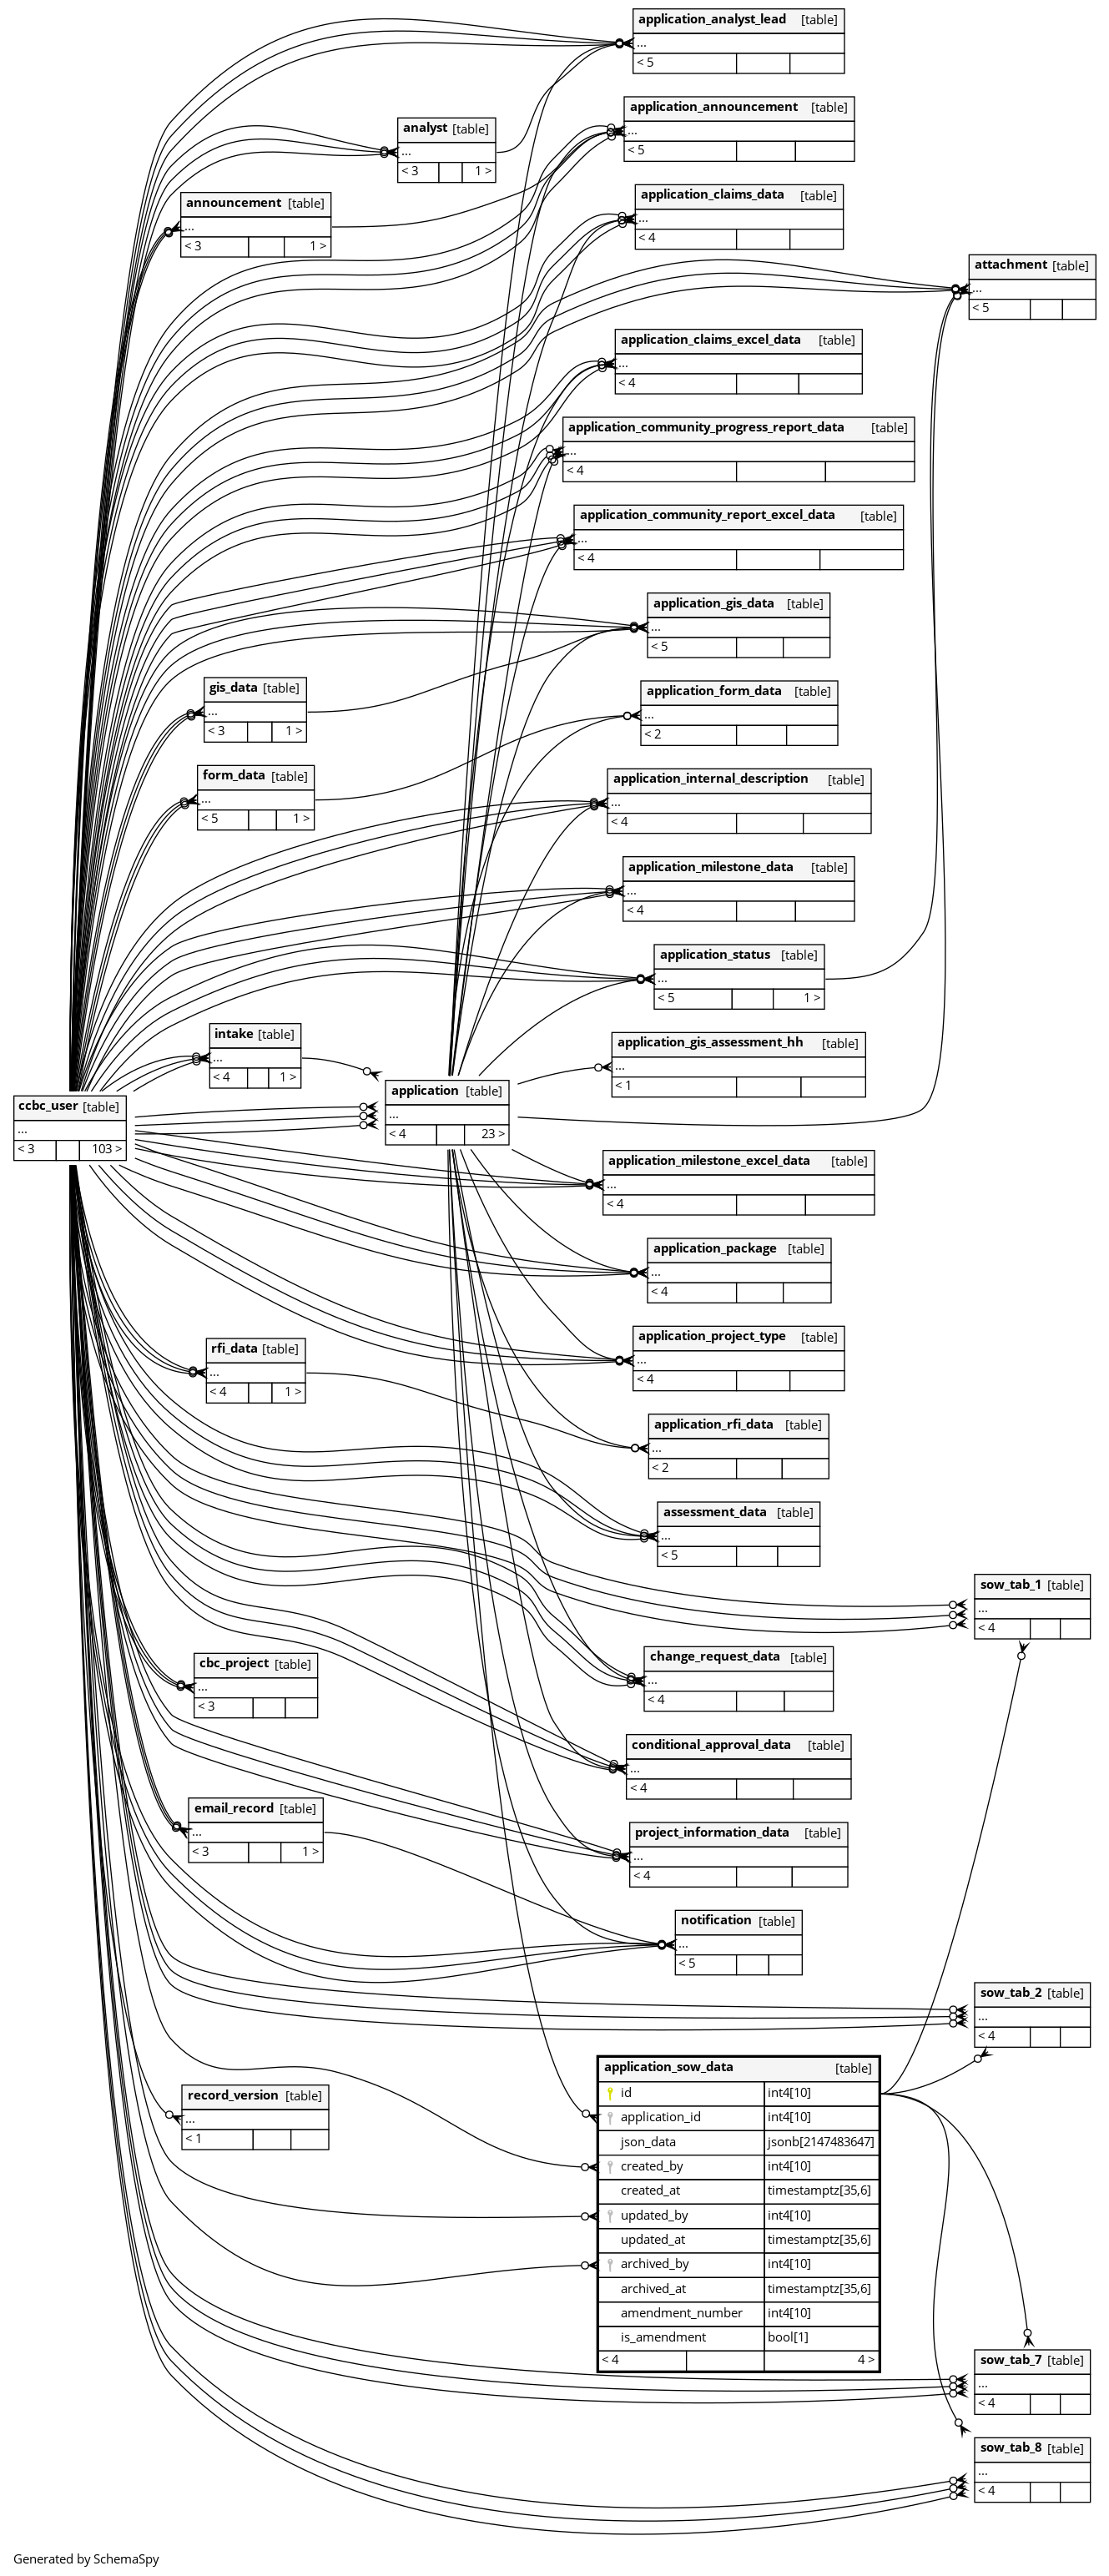 application_analyst_lead [table]
...
< 5
application_announcement [table]
...
< 5
analyst [table]
...
< 3 1 >
application_claims_data [table]
...
< 4
announcement [table]
...
< 3 1 >
attachment [table]
...
< 5
application_claims_excel_data [table]
...
< 4
application_community_progress_report_data [table]
...
< 4
application_community_report_excel_data [table]
...
< 4
application_gis_data [table]
...
< 5
gis_data [table]
...
< 3 1 >
application_form_data [table]
...
< 2
form_data [table]
...
< 5 1 >
application_internal_description [table]
...
< 4
application_milestone_data [table]
...
< 4
application_status [table]
...
< 5 1 >
intake [table]
...
< 4 1 >
application_gis_assessment_hh [table]
...
< 1
application [table]
...
< 4 23 >
ccbc_user [table]
...
< 3 103 >
application_milestone_excel_data [table]
...
< 4
application_package [table]
...
< 4
application_project_type [table]
...
< 4
rfi_data [table]
...
< 4 1 >
application_rfi_data [table]
...
< 2
assessment_data [table]
...
< 5
sow_tab_1 [table]
...
< 4
change_request_data [table]
...
< 4
cbc_project [table]
...
< 3
conditional_approval_data [table]
...
< 4
email_record [table]
...
< 3 1 >
project_information_data [table]
...
< 4
notification [table]
...
< 5
sow_tab_2 [table]
...
< 4
application_sow_data [table]
id int4[10]
application_id int4[10]
json_data jsonb[2147483647]
created_by int4[10]
created_at timestamptz[35,6]
updated_by int4[10]
updated_at timestamptz[35,6]
archived_by int4[10]
archived_at timestamptz[35,6]
amendment_number int4[10]
is_amendment bool[1]
< 4 4 >
record_version [table]
...
< 1
sow_tab_7 [table]
...
< 4
sow_tab_8 [table]
...
< 4
Generated by SchemaSpy